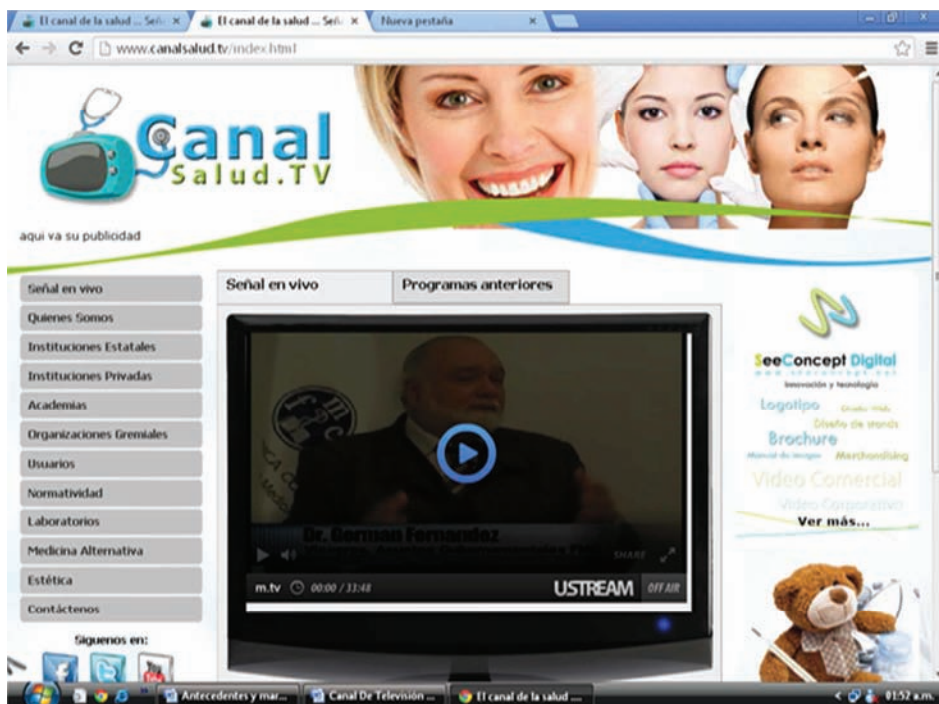 El canal de la salud ... Seña
El canal de la salud ... Seña
Nueva pestaña
www.canalsalud.tv/index.html
Canal
Salud.TV
aqui va su publicidad
Señal en vivo
Quienes Somos
Instituciones Estatales
Instituciones Privadas
Academias
Organizaciones Gremiales
Usuarios
Normatividad
Laboratorios
Medicina Alternativa
Estética
Contáctenos
Siguenos en:
Señal en vivo
Programas anteriores
Dr. German Fernandez
SHARE
m.tv 00:00 / 33:48 USTREAM OFF AIR
SeeConcept Digital
Innovación y tecnología
Logotipo Diseño Web
Diseño de stands
Brochure
Manual de imagen Merchandising
Video Comercial
Video Corporativo
Ver más...
Antecedentes y mar...
Canal De Televisión ...
El canal de la salud ....
01:52 a.m.